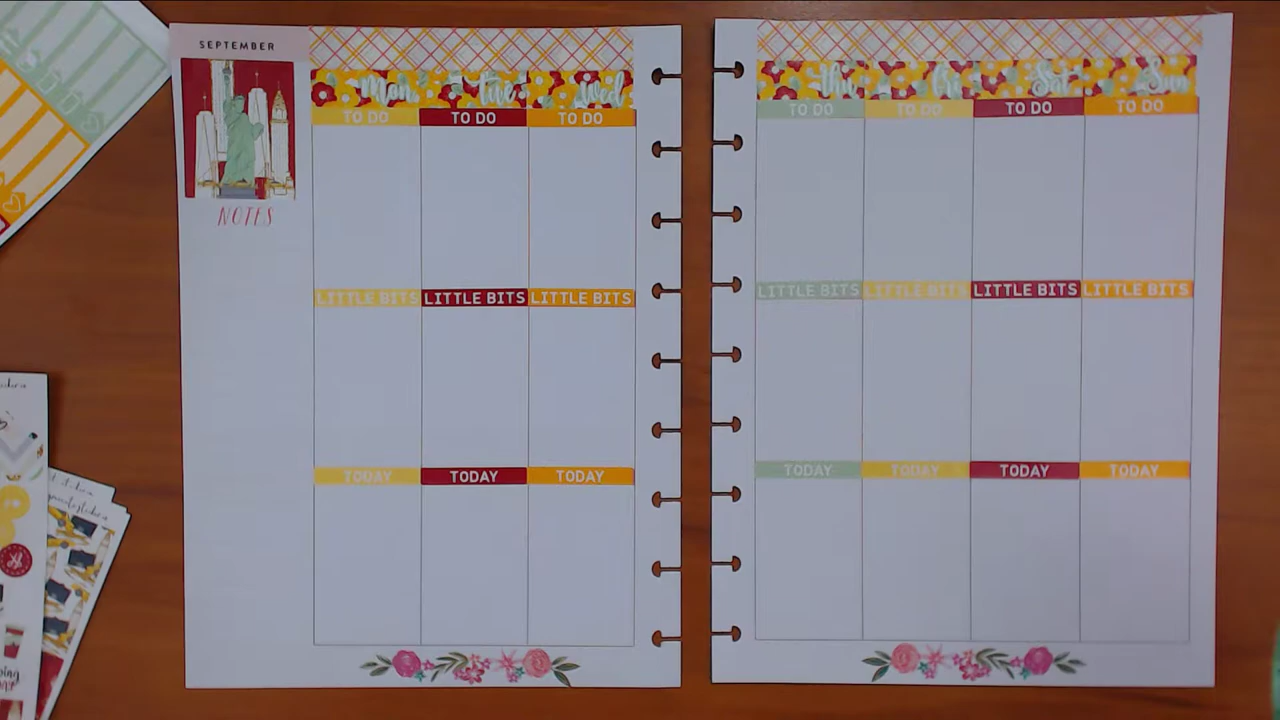 SEPTEMBER
NOTES
Mon tue wed
TO DO TO DO TO DO
LITTLE BITS LITTLE BITS LITTLE BITS
TODAY TODAY TODAY
thu fri Sat Sun
TO DO TO DO TO DO TO DO
LITTLE BITS LITTLE BITS LITTLE BITS LITTLE BITS
TODAY TODAY TODAY TODAY